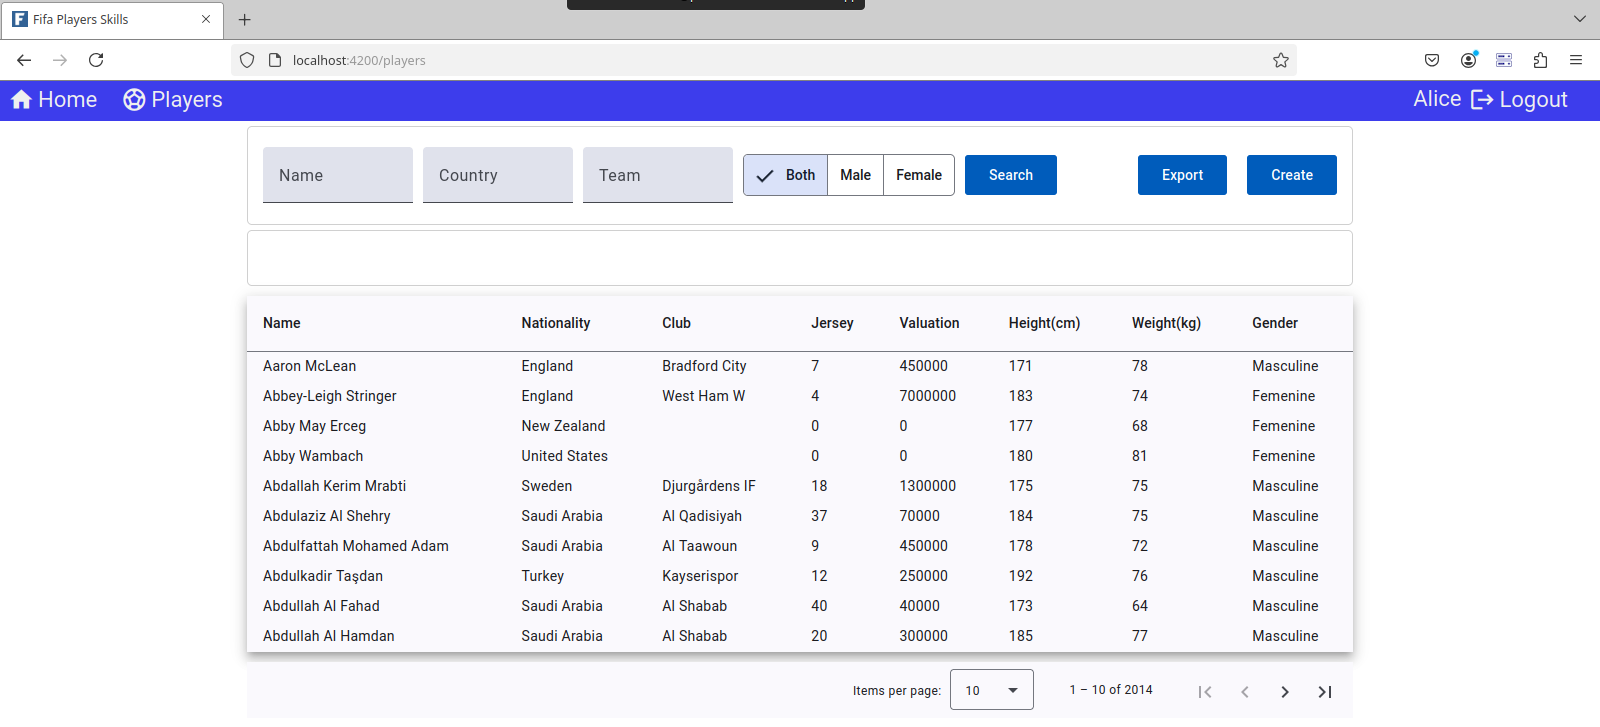 Fifa Players Skills
localhost:4200/players
Home Players Alice Logout
Name Country Team Both Male Female Search Export Create
Name Nationality Club Jersey Valuation Height(cm) Weight(kg) Gender
Aaron McLean England Bradford City 7 450000 171 78 Masculine
Abbey-Leigh Stringer England West Ham W 4 7000000 183 74 Femenine
Abby May Erceg New Zealand 0 0 177 68 Femenine
Abby Wambach United States 0 0 180 81 Femenine
Abdallah Kerim Mrabti Sweden Djurgårdens IF 18 1300000 175 75 Masculine
Abdulaziz Al Shehry Saudi Arabia Al Qadisiyah 37 70000 184 75 Masculine
Abdulfattah Mohamed Adam Saudi Arabia Al Taawoun 9 450000 178 72 Masculine
Abdulkadir Taşdan Turkey Kayserispor 12 250000 192 76 Masculine
Abdullah Al Fahad Saudi Arabia Al Shabab 40 40000 173 64 Masculine
Abdullah Al Hamdan Saudi Arabia Al Shabab 20 300000 185 77 Masculine
Items per page: 10 1 – 10 of 2014